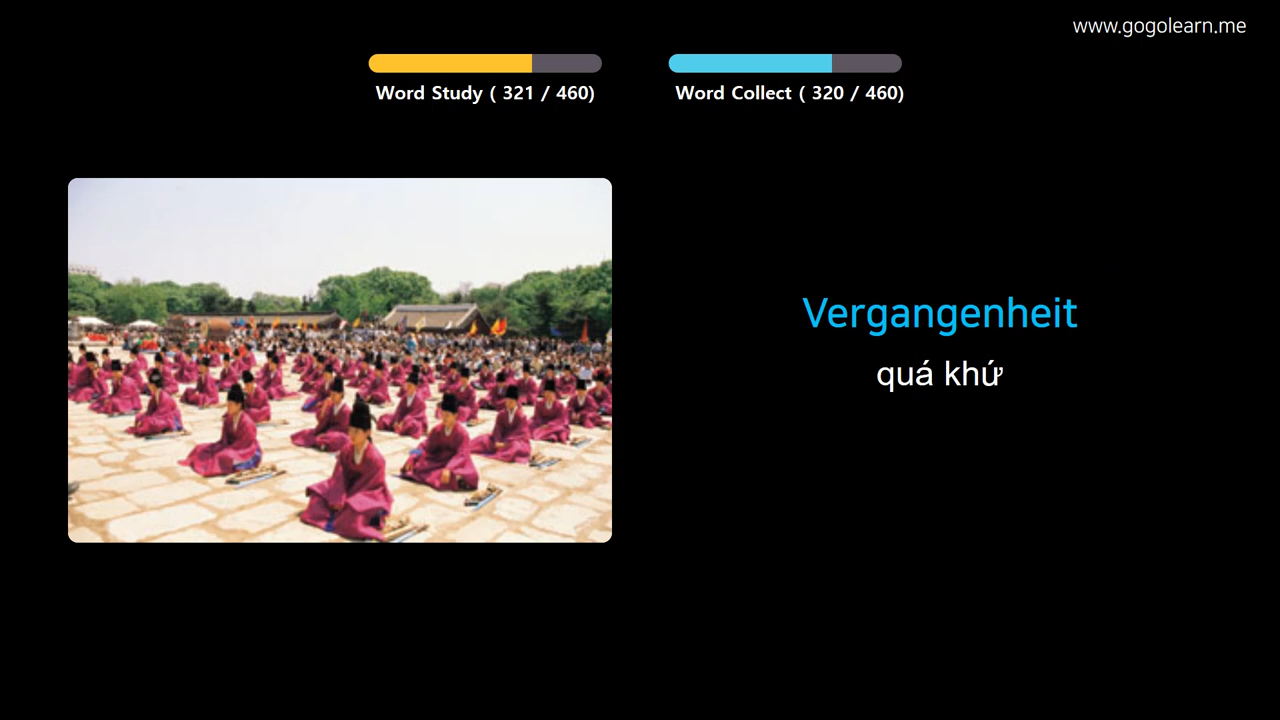 www.gogolearn.me
Word Study ( 321 / 460)
Word Collect ( 320 / 460)
Vergangenheit
quá khứ